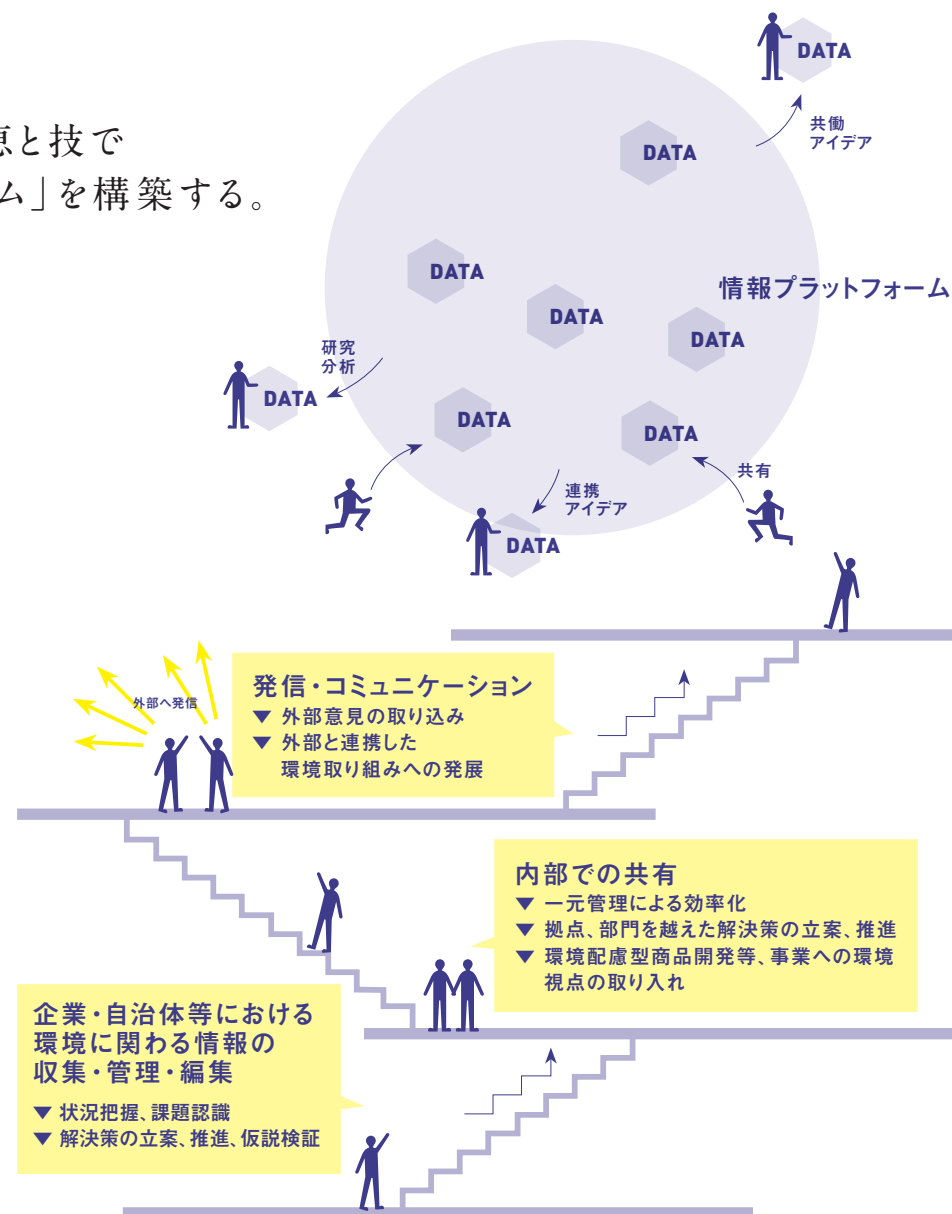 恵と技で
ム」を構築する。
DATA
共働
アイデア
DATA
DATA
情報プラットフォーム
DATA
DATA
研究
分析
DATA
DATA
DATA
共有
連携
アイデア
DATA
発信・コミュニケーション
▼ 外部意見の取り込み
▼ 外部と連携した
環境取り組みへの発展
外部へ発信
内部での共有
▼ 一元管理による効率化
▼ 拠点、部門を越えた解決策の立案、推進
▼ 環境配慮型商品開発等、事業への環境
視点の取り入れ
企業・自治体等における
環境に関わる情報の
収集・管理・編集
▼ 状況把握、課題認識
▼ 解決策の立案、推進、仮説検証